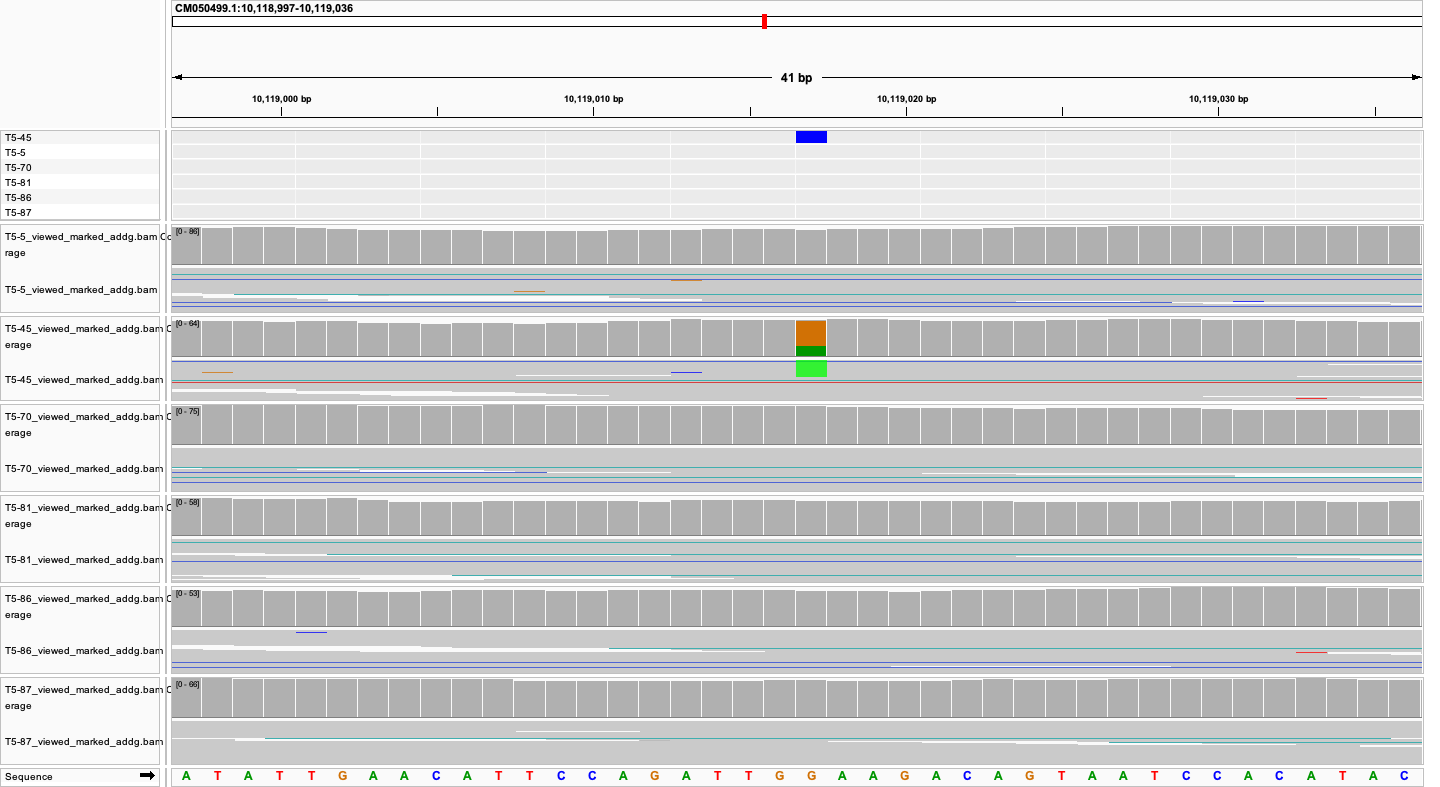 CM050499.1:10,118,997-10,119,036
41 bp
10,119,000 bp 10,119,010 bp 10,119,020 bp 10,119,030 bp
T5-45
T5-5
T5-70
T5-81
T5-86
T5-87
T5-5_viewed_marked_addg.bam Co
rage
[0 - 86]
T5-5_viewed_marked_addg.bam
T5-45_viewed_marked_addg.bam C
erage
[0 - 64]
T5-45_viewed_marked_addg.bam
T5-70_viewed_marked_addg.bam C
erage
[0 - 75]
T5-70_viewed_marked_addg.bam
T5-81_viewed_marked_addg.bam C
erage
[0 - 58]
T5-81_viewed_marked_addg.bam
T5-86_viewed_marked_addg.bam C
erage
[0 - 53]
T5-86_viewed_marked_addg.bam
T5-87_viewed_marked_addg.bam C
erage
[0 - 66]
T5-87_viewed_marked_addg.bam
Sequence A T A T T G A A C A T T C C A G A T T G G A A G A C A G T A A T C C A C A T A C